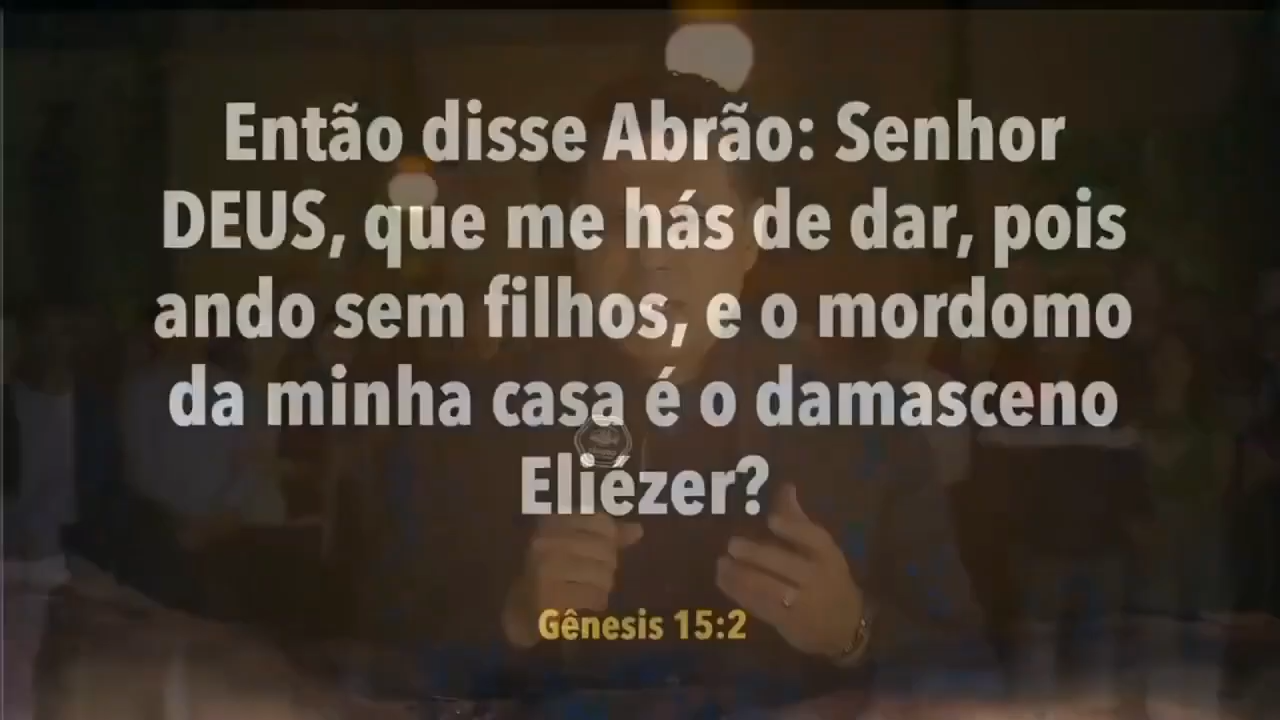 Então disse Abrão: Senhor
DEUS, que me hás de dar, pois
ando sem filhos, e o mordomo
da minha casa é o damasceno
Eliézer?
Gênesis 15:2